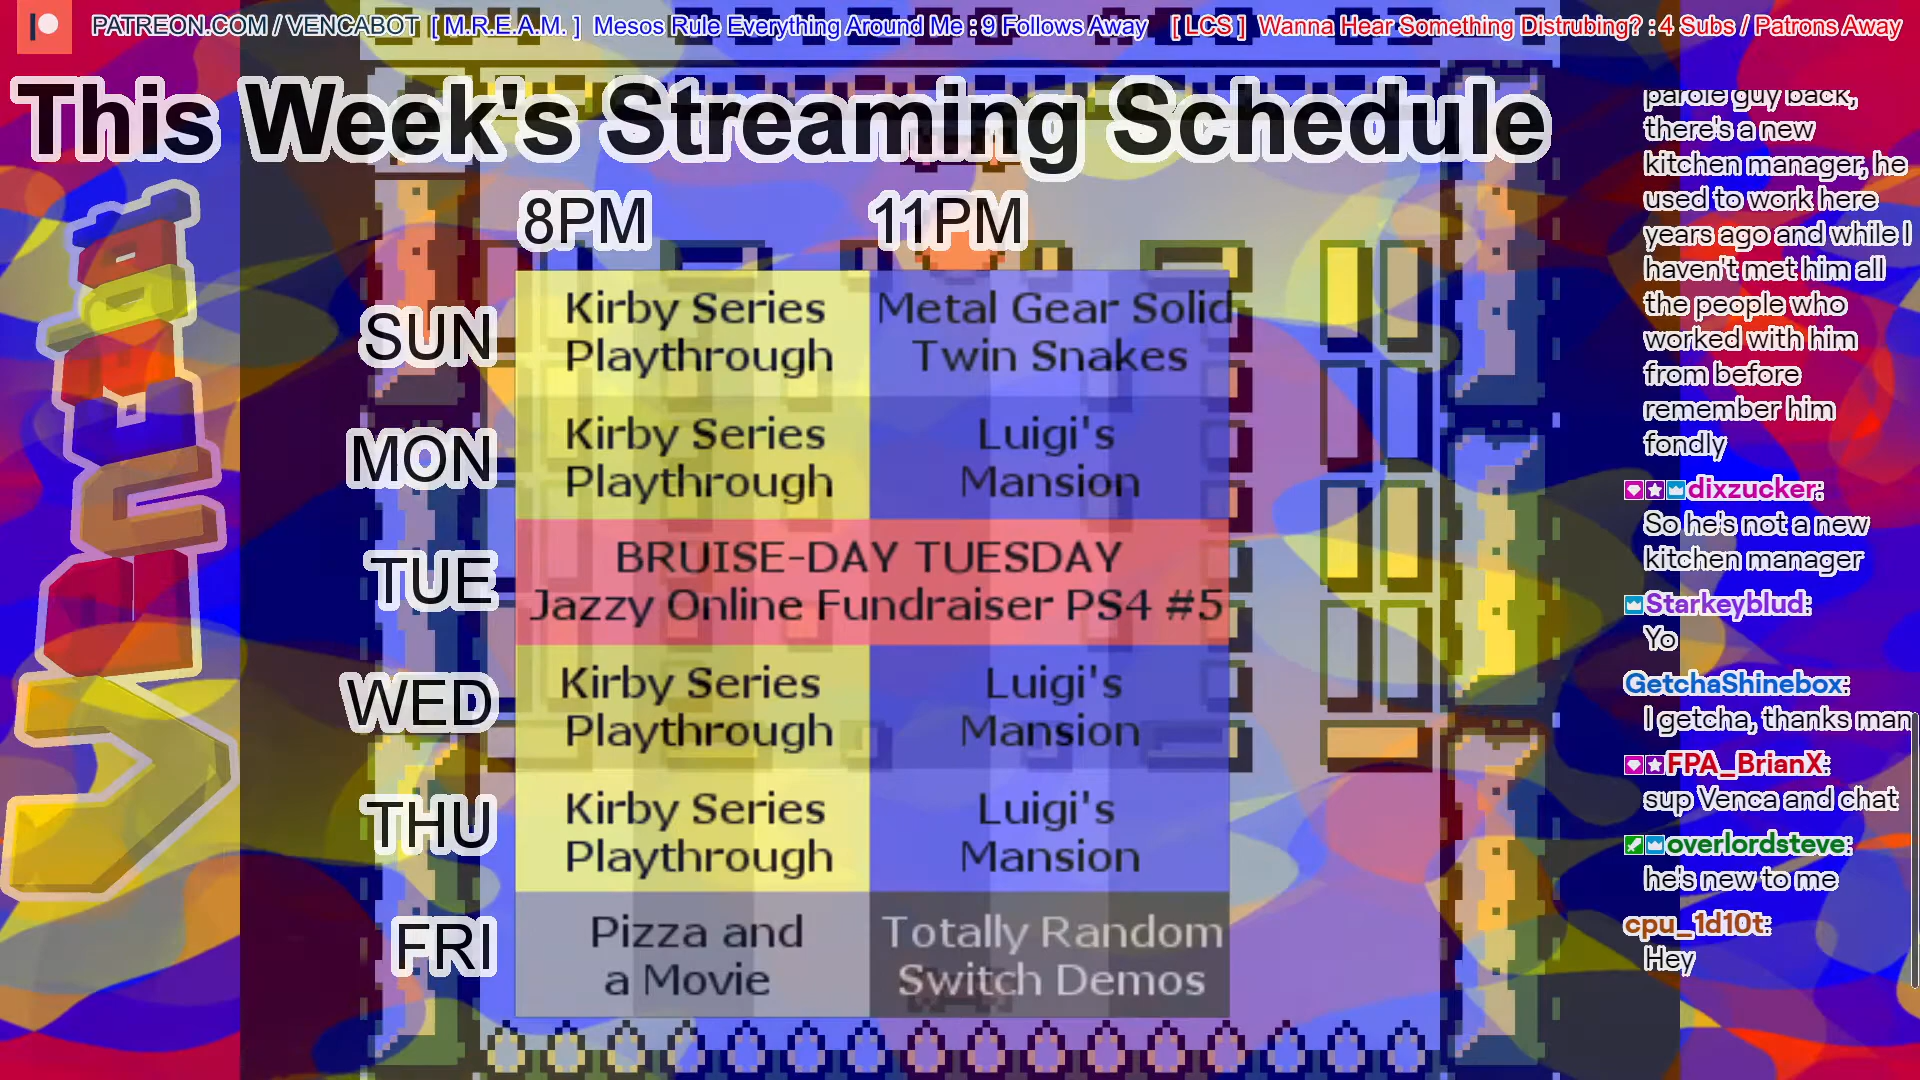 PATREON.COM / VENCABOT [ M.R.E.A.M. ] Mesos Rule Everything Around Me : 9 Follows Away [ LCS ] Wanna Hear Something Distrubing? : 4 Subs / Patrons Away
This Week's Streaming Schedule
8PM 11PM
SUN
Kirby Series
Playthrough
Metal Gear Solid
Twin Snakes
MON
Kirby Series
Playthrough
Luigi's
Mansion
TUE
BRUISE-DAY TUESDAY
Jazzy Online Fundraiser PS4 #5
WED
Kirby Series
Playthrough
Luigi's
Mansion
THU
Kirby Series
Playthrough
Luigi's
Mansion
FRI
Pizza and
a Movie
Totally Random
Switch Demos
parole guy back,
there's a new
kitchen manager, he
used to work here
years ago and while I
haven't met him all
the people who
worked with him
from before
remember him
fondly
dixzucker:
So he's not a new
kitchen manager
Starkeyblud:
Yo
GetchaShinebox:
I getcha, thanks man
FPA_BrianX:
sup Venca and chat
overlordsteve:
he's new to me
cpu_1d10t:
Hey